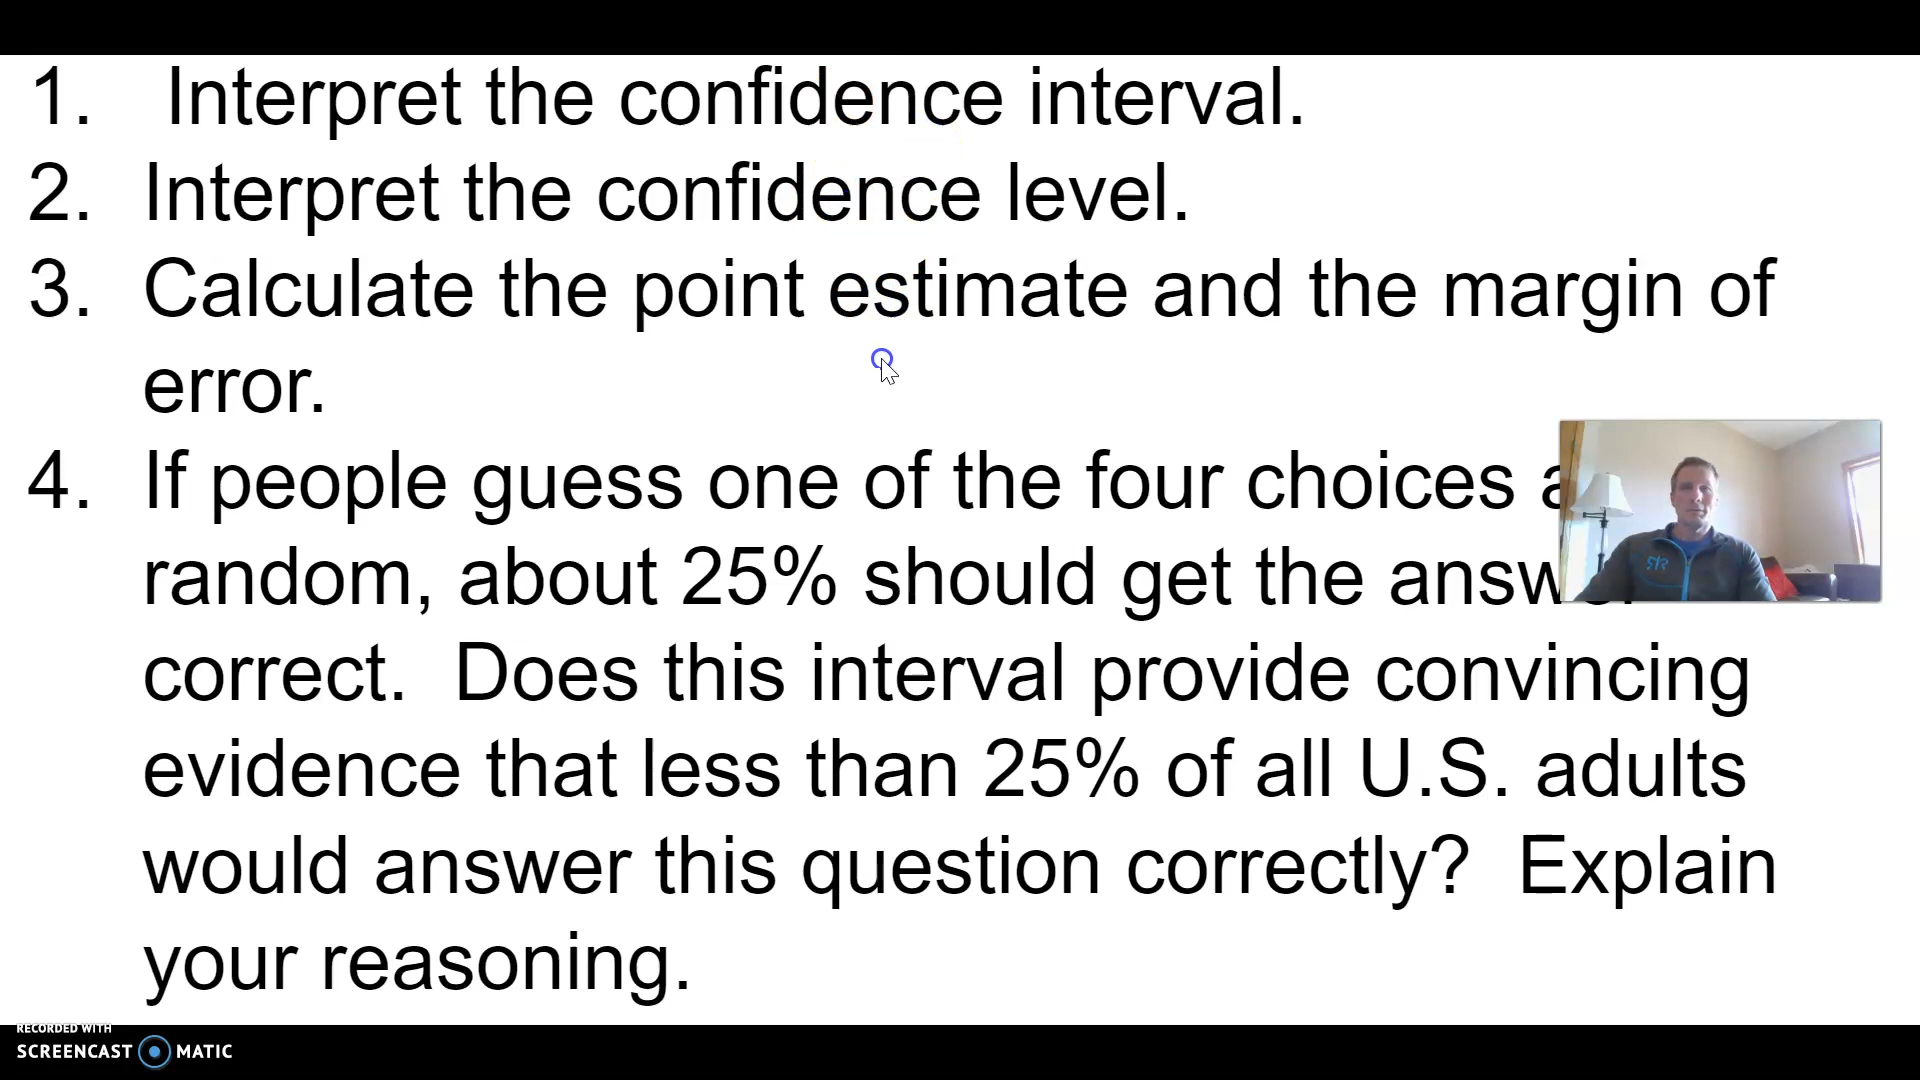 1. Interpret the confidence interval.
2. Interpret the confidence level.
3. Calculate the point estimate and the margin of
error.
4. If people guess one of the four choices
random, about 25% should get the
correct. Does this interval provide convincing
evidence that less than 25% of all U.S. adults
would answer this question correctly? Explain
your reasoning.
RECORDED WITH
SCREENCAST MATIC